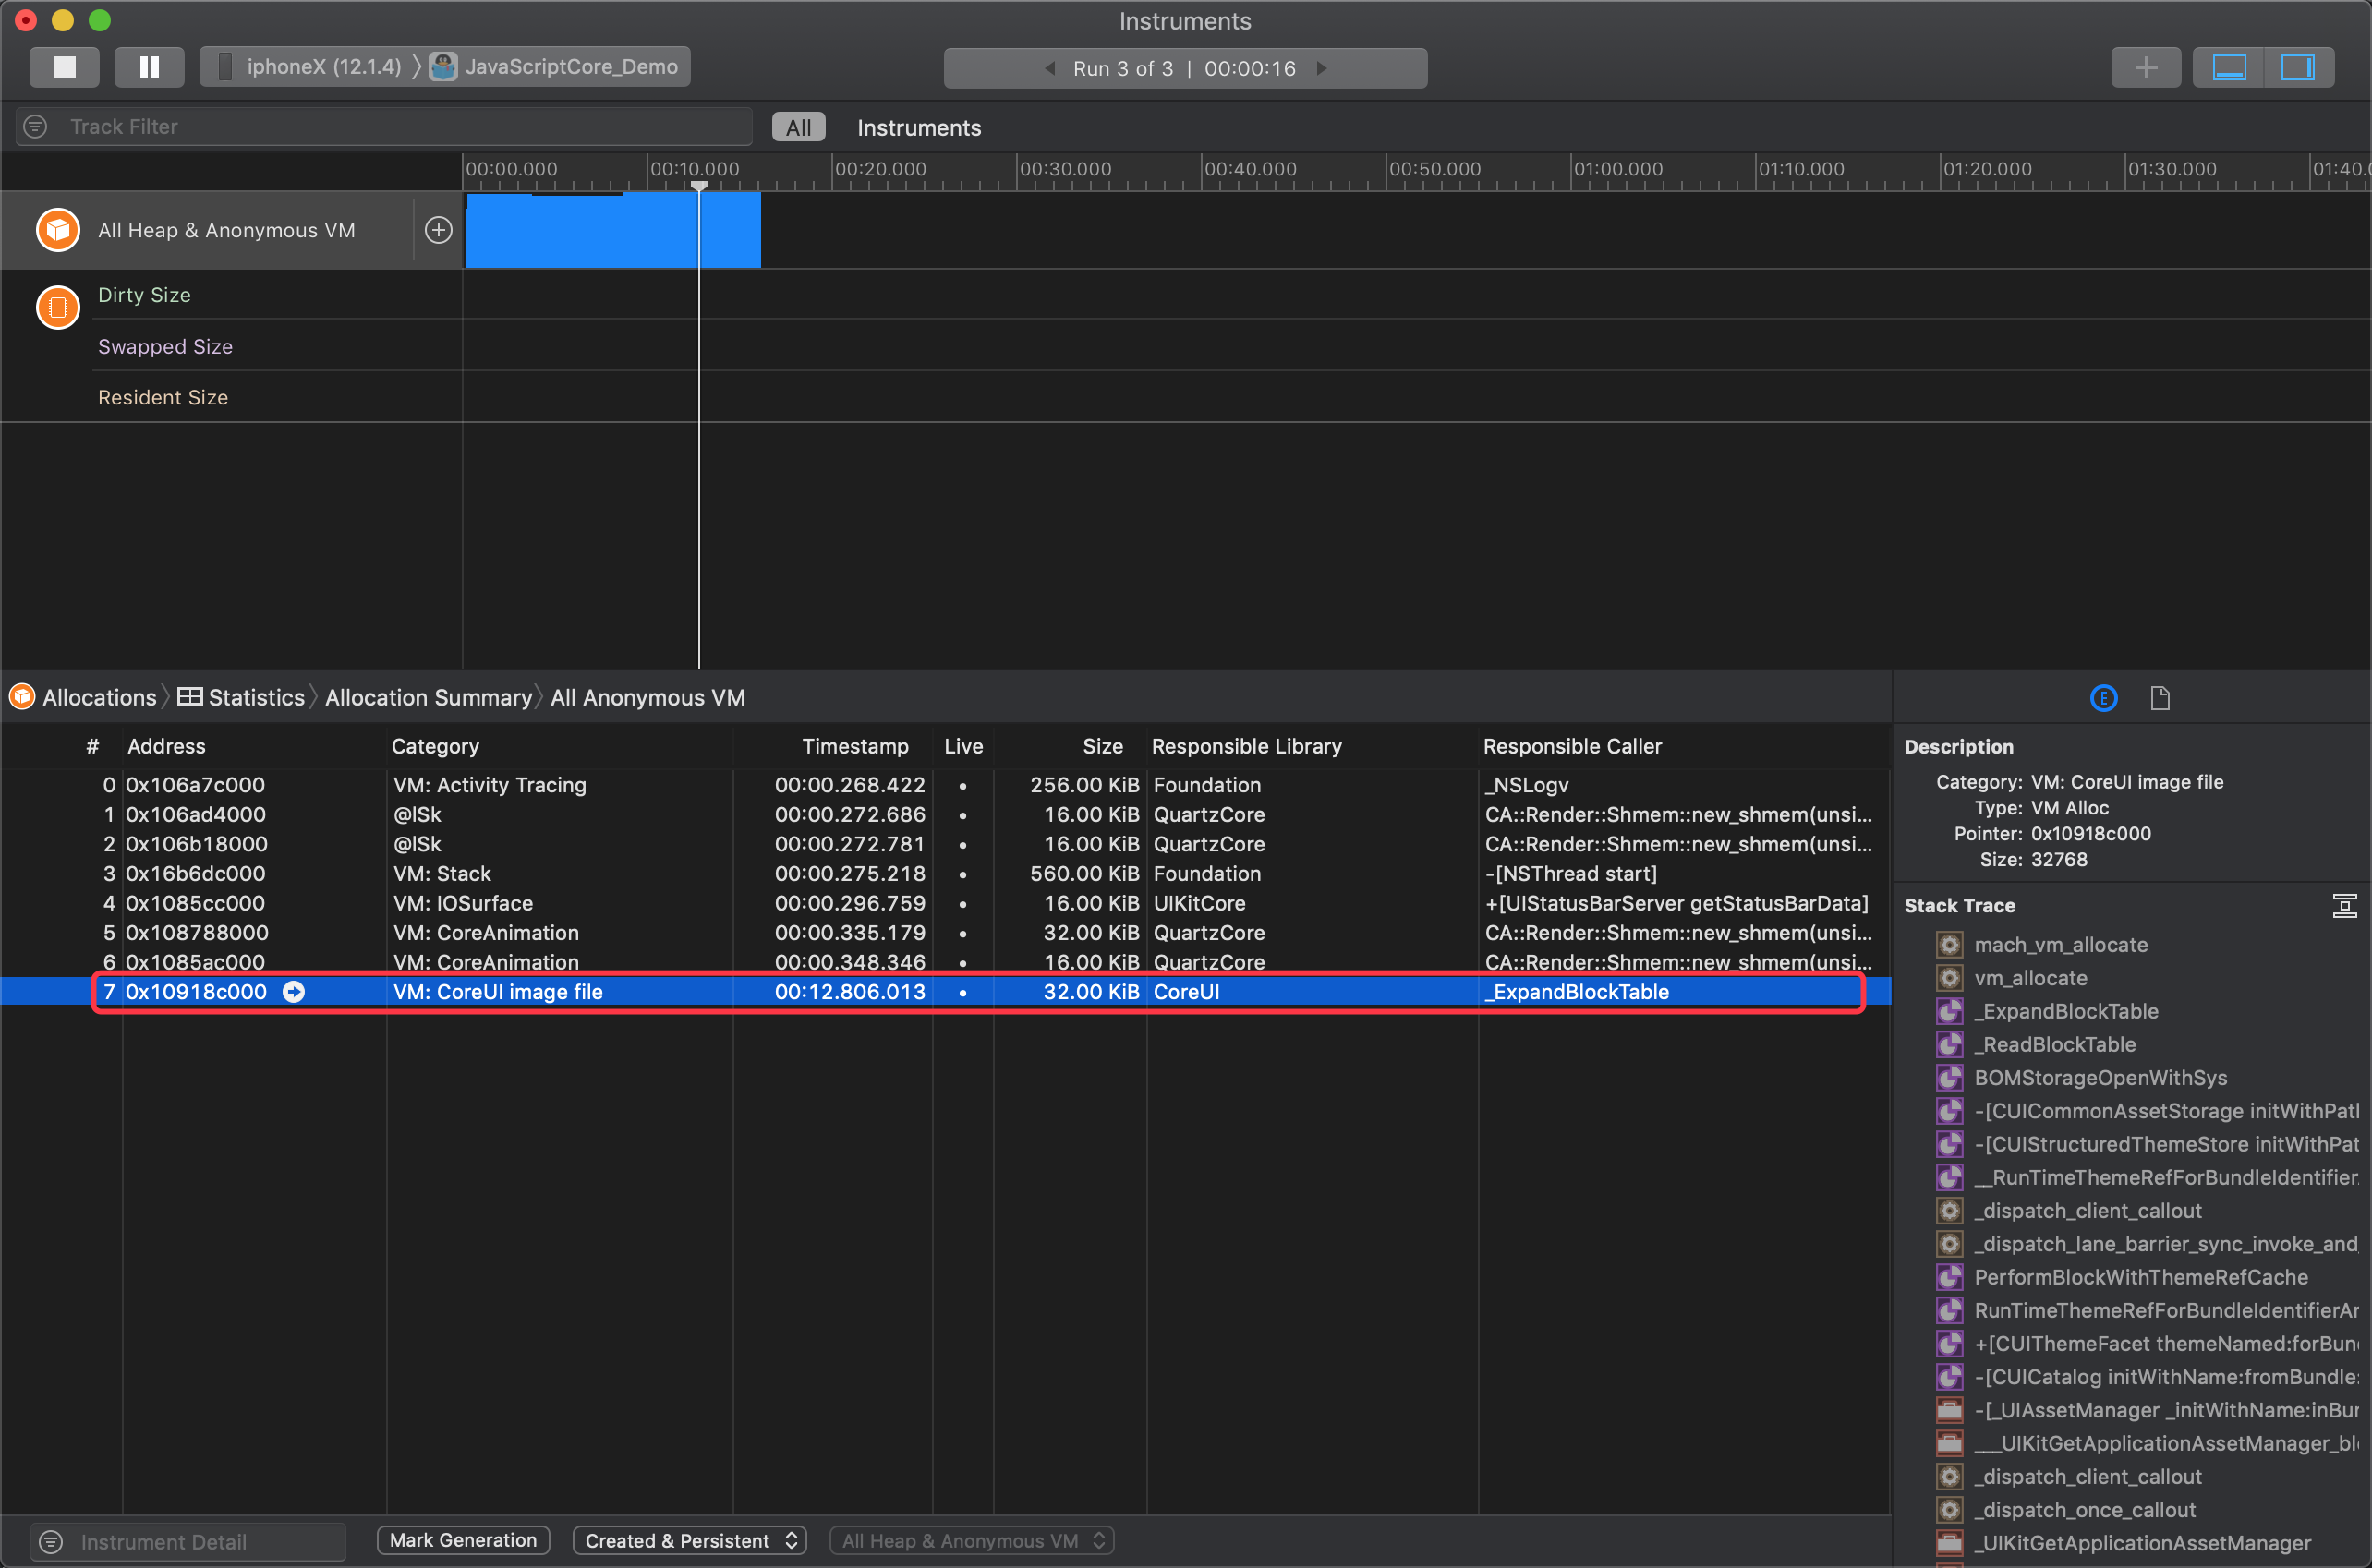 Instruments
iphoneX (12.1.4) JavaScriptCore_Demo
Run 3 of 3 | 00:00:16
Track Filter All Instruments
00:00.000 00:10.000 00:20.000 00:30.000 00:40.000 00:50.000 01:00.000 01:10.000 01:20.000 01:30.000 01:40.
All Heap & Anonymous VM
Dirty Size
Swapped Size
Resident Size
Allocations Statistics Allocation Summary All Anonymous VM
# Address Category Timestamp Live Size Responsible Library Responsible Caller
0 0x106a7c000 VM: Activity Tracing 00:00.268.422 • 256.00 KiB Foundation _NSLogv
1 0x106ad4000 @lSk 00:00.272.686 • 16.00 KiB QuartzCore CA::Render::Shmem::new_shmem(unsi...
2 0x106b18000 @lSk 00:00.272.781 • 16.00 KiB QuartzCore CA::Render::Shmem::new_shmem(unsi...
3 0x16b6dc000 VM: Stack 00:00.275.218 • 560.00 KiB Foundation -[NSThread start]
4 0x1085cc000 VM: IOSurface 00:00.296.759 • 16.00 KiB UIKitCore +[UIStatusBarServer getStatusBarData]
5 0x108788000 VM: CoreAnimation 00:00.335.179 • 32.00 KiB QuartzCore CA::Render::Shmem::new_shmem(unsi...
6 0x1085ac000 VM: CoreAnimation 00:00.348.346 • 16.00 KiB QuartzCore CA::Render::Shmem::new_shmem(unsi...
7 0x10918c000 VM: CoreUI image file 00:12.806.013 • 32.00 KiB CoreUI _ExpandBlockTable
E
Description
Category: VM: CoreUI image file
Type: VM Alloc
Pointer: 0x10918c000
Size: 32768
Stack Trace
mach_vm_allocate
vm_allocate
_ExpandBlockTable
_ReadBlockTable
BOMStorageOpenWithSys
-[CUICommonAssetStorage initWithPatl
-[CUIStructuredThemeStore initWithPat
__RunTimeThemeRefForBundleIdentifier.
_dispatch_client_callout
_dispatch_lane_barrier_sync_invoke_and_
PerformBlockWithThemeRefCache
RunTimeThemeRefForBundleIdentifierAr
+[CUIThemeFacet themeNamed:forBun
-[CUICatalog initWithName:fromBundle:
-[_UIAssetManager _initWithName:inBur
___UIKitGetApplicationAssetManager_bl
_dispatch_client_callout
_dispatch_once_callout
_UIKitGetApplicationAssetManager
Instrument Detail Mark Generation Created & Persistent All Heap & Anonymous VM